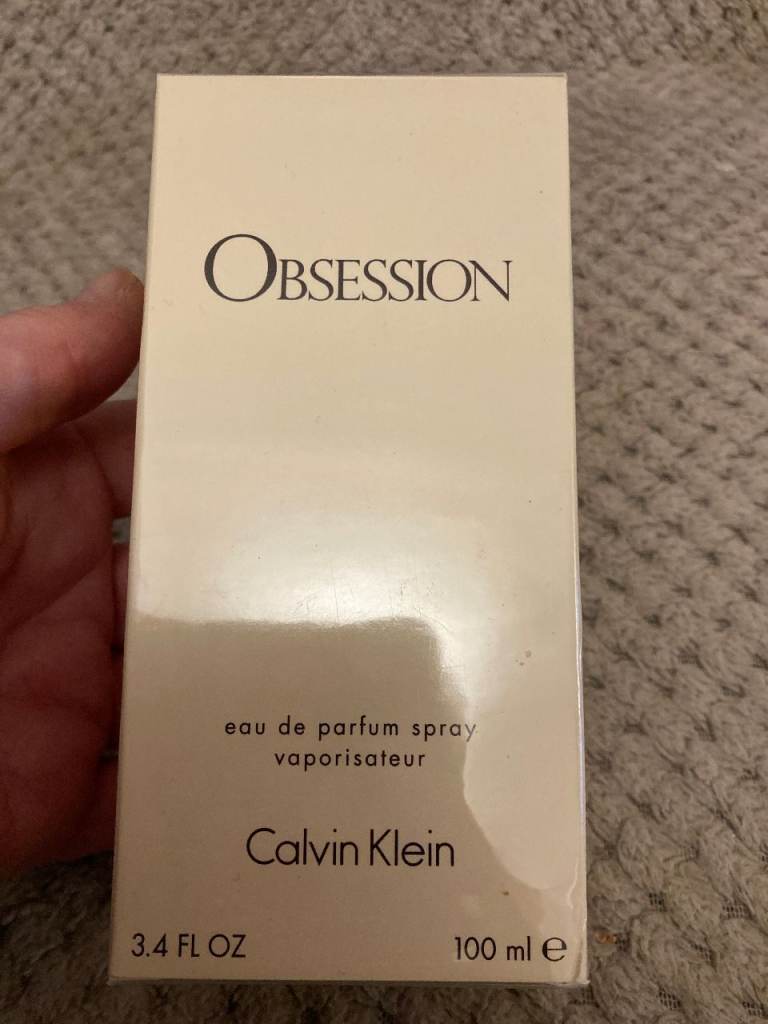 OBSESSION
eau de parfum spray
vaporisateur
Calvin Klein
3.4 FL OZ 100 ml ℮